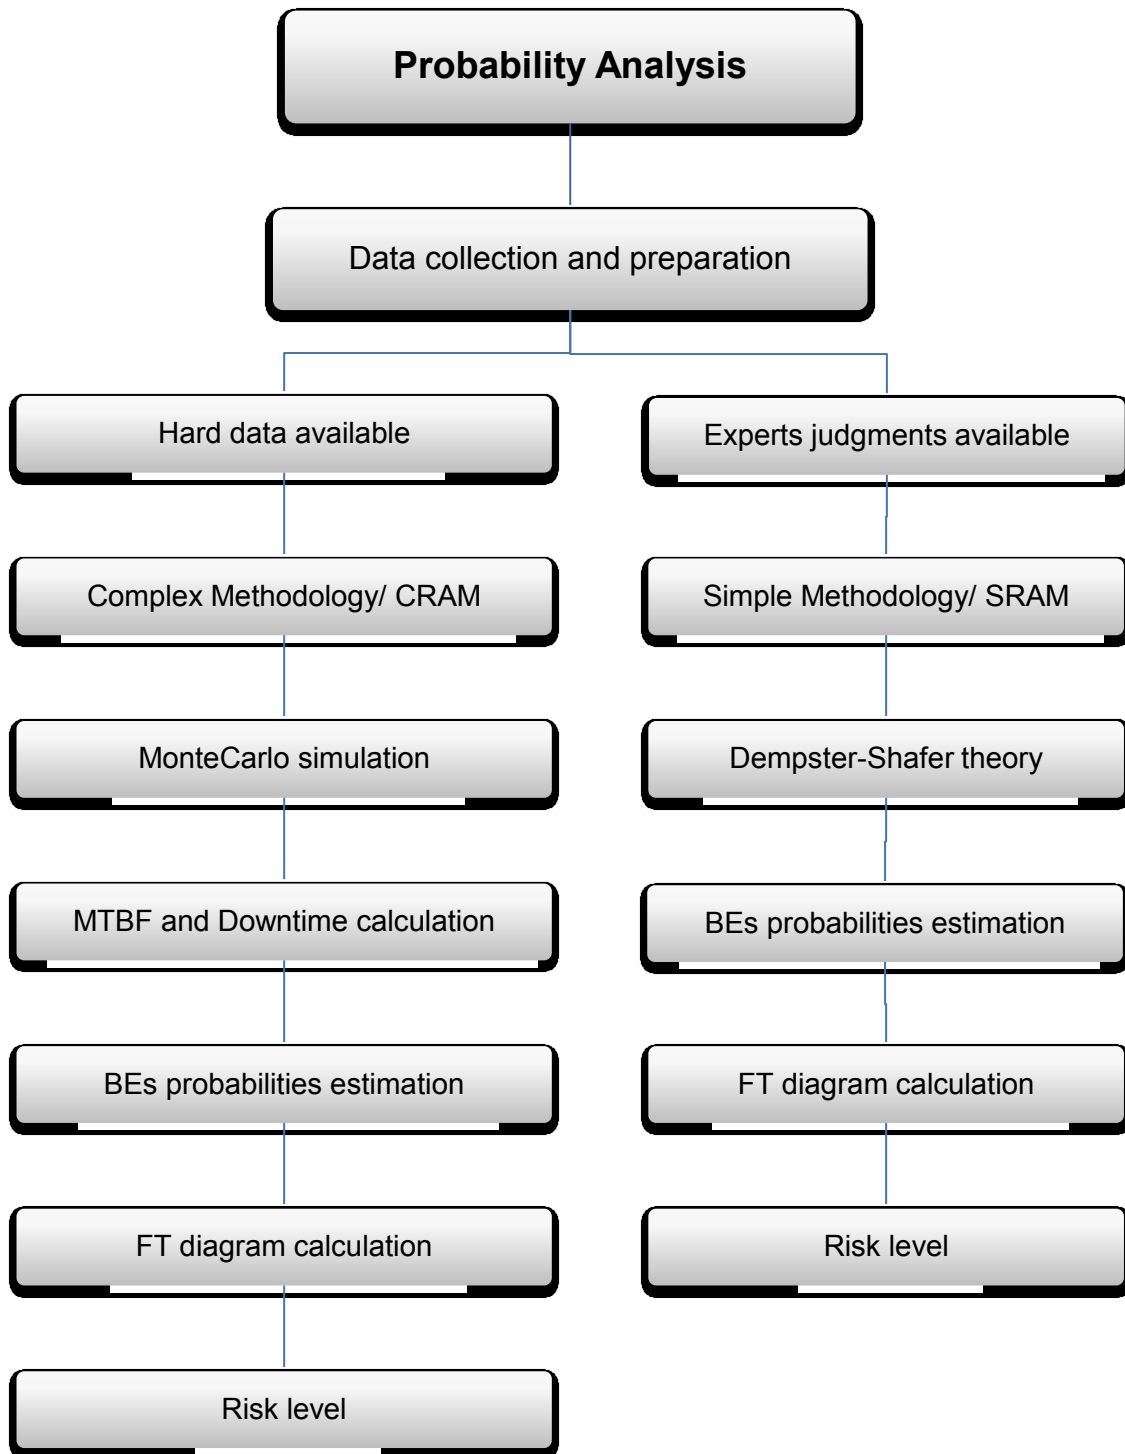 Probability Analysis
Data collection and preparation
Hard data available
Experts judgments available
Complex Methodology/ CRAM
Simple Methodology/ SRAM
MonteCarlo simulation
Dempster-Shafer theory
MTBF and Downtime calculation
BEs probabilities estimation
BEs probabilities estimation
FT diagram calculation
FT diagram calculation
Risk level
Risk level